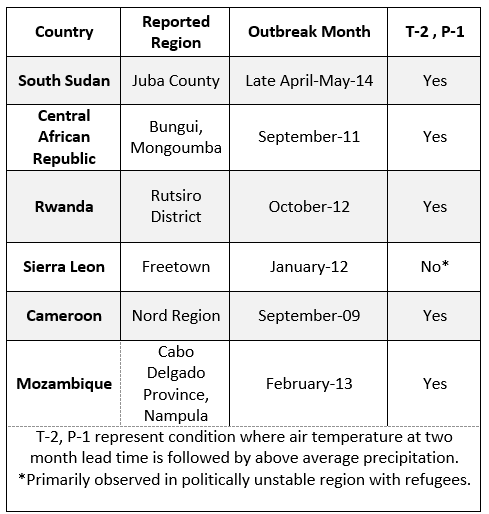 Country Reported Region Outbreak Month T-2 , P-1
South Sudan Juba County Late April-May-14 Yes
Central African Republic Bungui, Mongoumba September-11 Yes
Rwanda Rutsiro District October-12 Yes
Sierra Leon Freetown January-12 No*
Cameroon Nord Region September-09 Yes
Mozambique Cabo Delgado Province, Nampula February-13 Yes
T-2, P-1 represent condition where air temperature at two
month lead time is followed by above average precipitation.
*Primarily observed in politically unstable region with refugees.